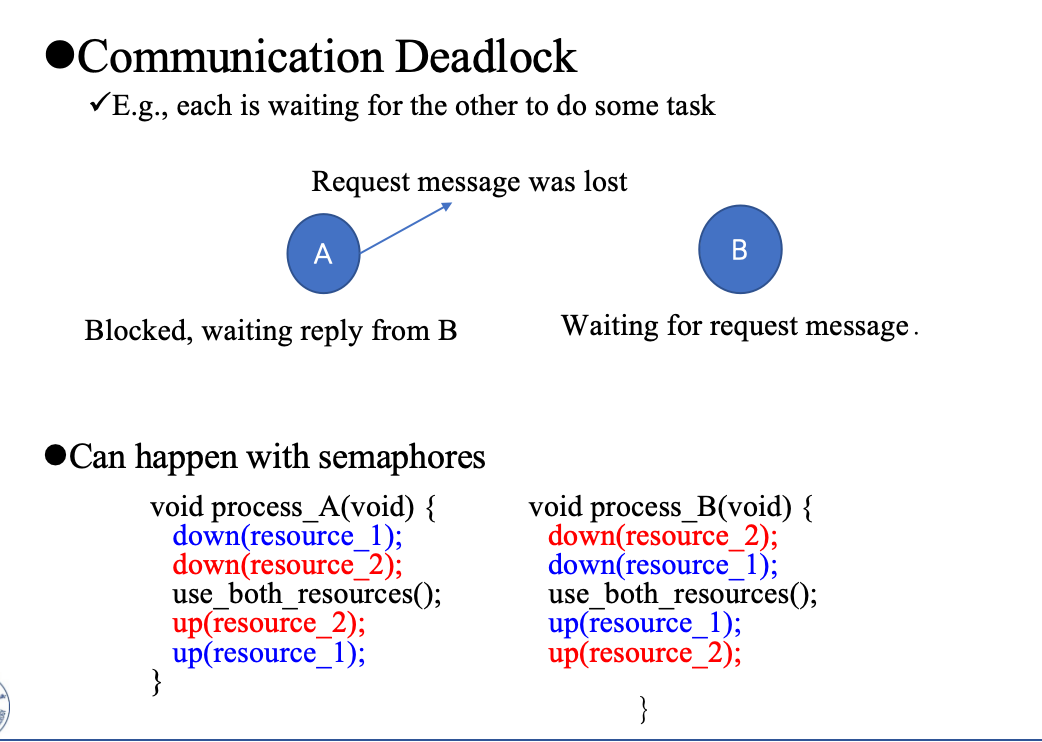 ●Communication Deadlock
✓E.g., each is waiting for the other to do some task
Request message was lost
A
B
Blocked, waiting reply from B
Waiting for request message.
●Can happen with semaphores
void process_A(void) {
down(resource_1);
down(resource_2);
use_both_resources();
up(resource_2);
up(resource_1);
}
void process_B(void) {
down(resource_2);
down(resource_1);
use_both_resources();
up(resource_1);
up(resource_2);
}